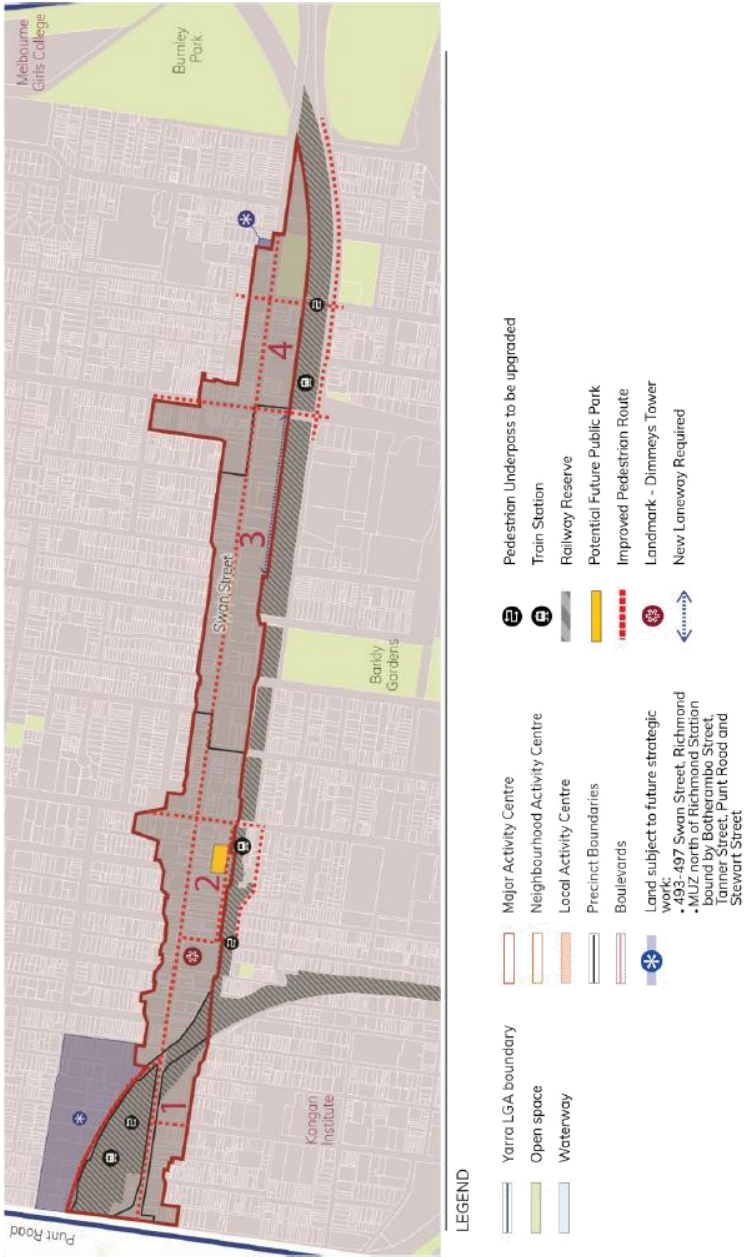 Melbourne
Girls College
Burnley
Park
Punt Road
Swan Street
1
2
3
4
Barkly
Gardens
Kangan
Institute
LEGEND
Yarra LGA boundary
Open space
Waterway
Major Activity Centre
Neighbourhood Activity Centre
Local Activity Centre
Precinct Boundaries
Boulevards
Land subject to future strategic
work:
• 493-497 Swan Street, Richmond
• MUZ north of Richmond Station
bound by Botherambo Street,
Tanner Street, Punt Road and
Stewart Street
Pedestrian Underpass to be upgraded
Train Station
Railway Reserve
Potential Future Public Park
Improved Pedestrian Route
Landmark - Dimmeys Tower
New Laneway Required